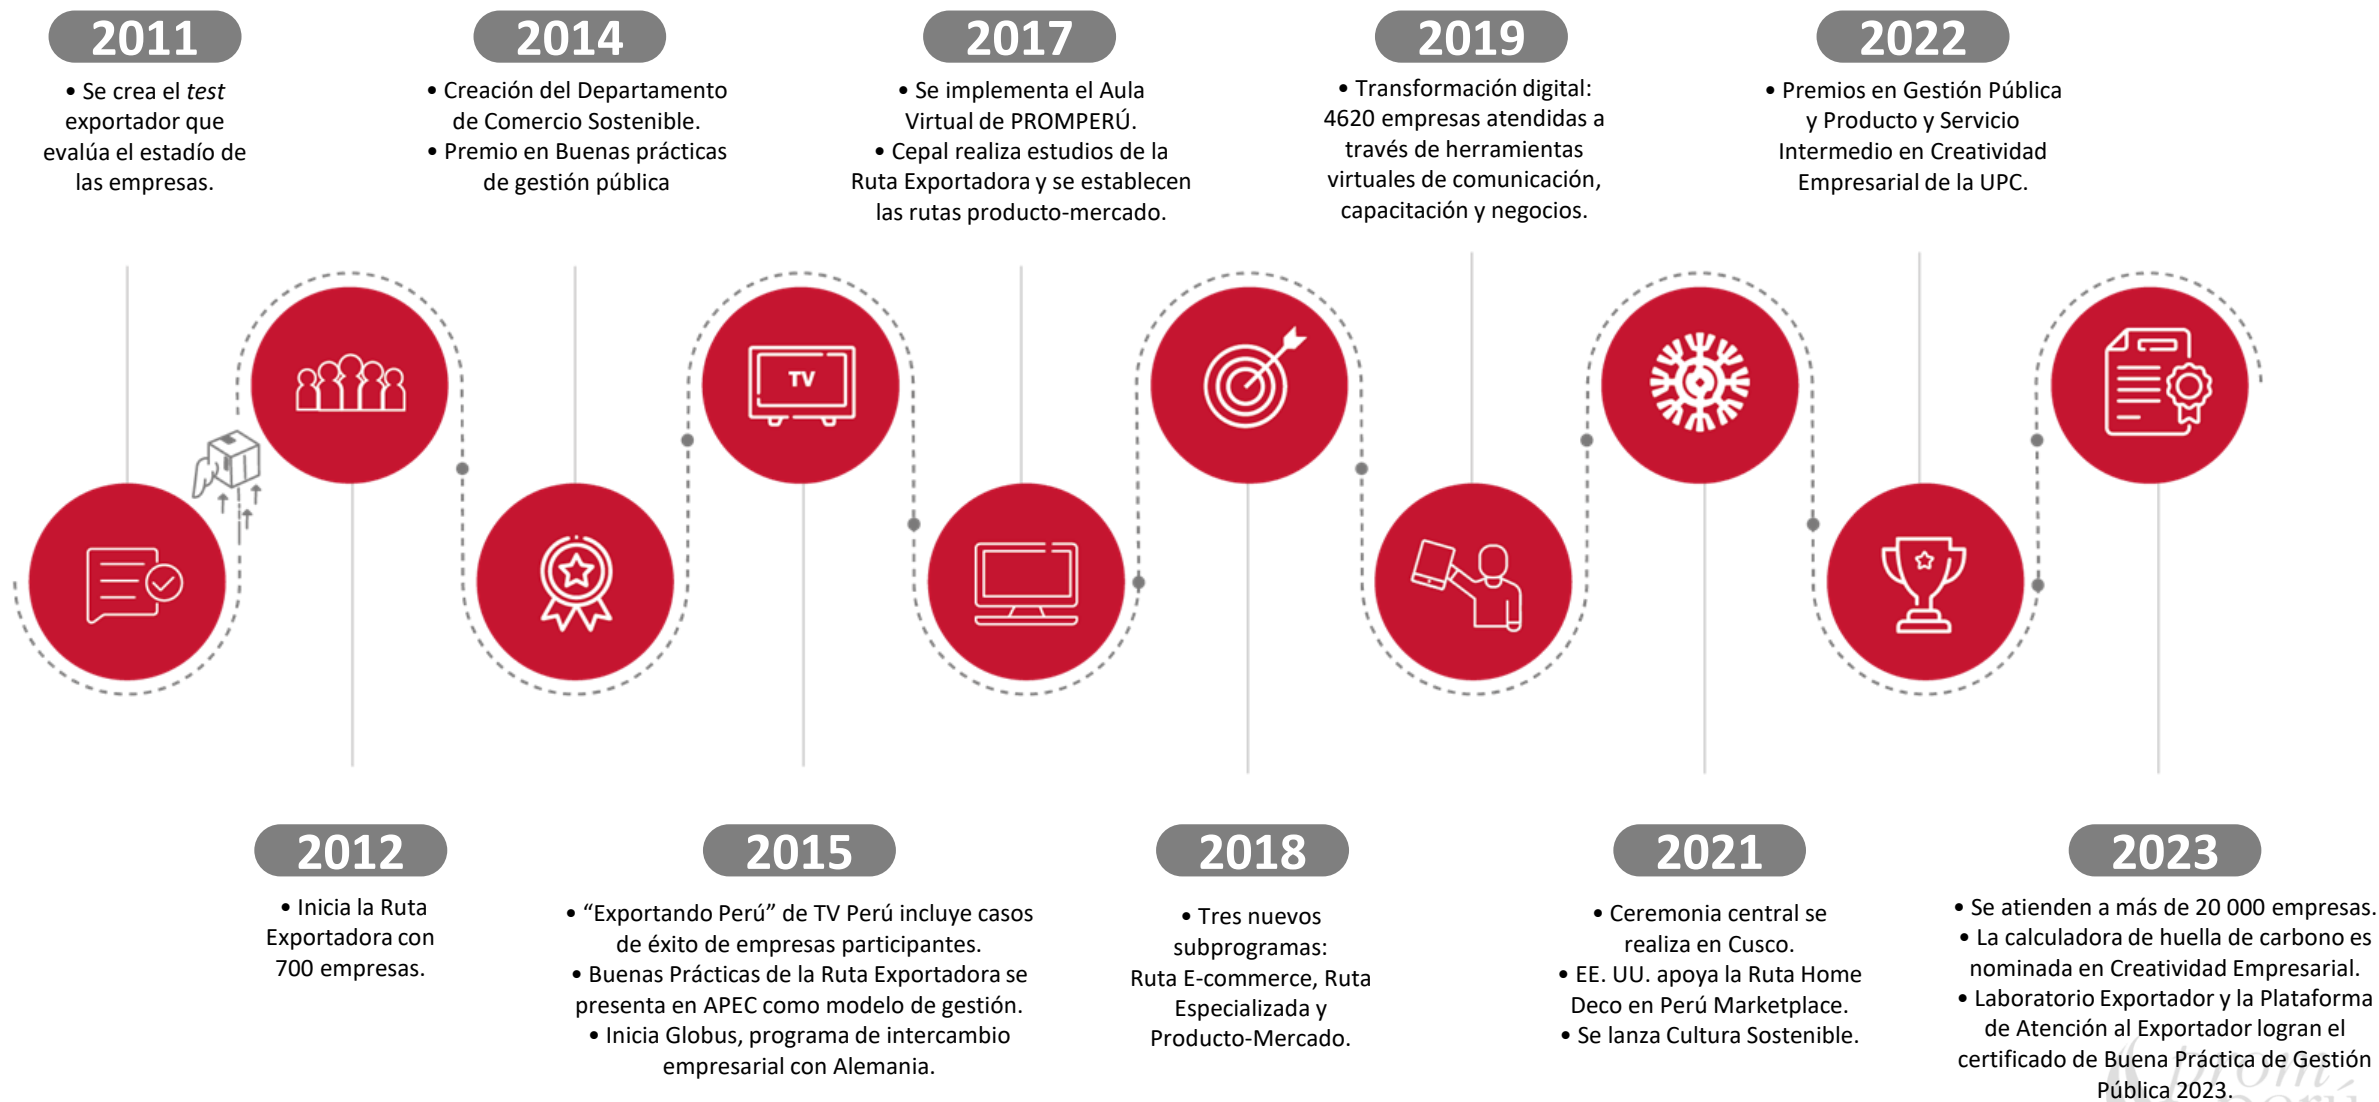 2011
• Se crea el test
exportador que
evalúa el estadío de
las empresas.
2014
• Creación del Departamento
de Comercio Sostenible.
• Premio en Buenas prácticas
de gestión pública
2017
• Se implementa el Aula
Virtual de PROMPERÚ.
• Cepal realiza estudios de la
Ruta Exportadora y se establecen
las rutas producto-mercado.
2019
• Transformación digital:
4620 empresas atendidas a
través de herramientas
virtuales de comunicación,
capacitación y negocios.
2022
• Premios en Gestión Pública
y Producto y Servicio
Intermedio en Creatividad
Empresarial de la UPC.
TV
2012
• Inicia la Ruta
Exportadora con
700 empresas.
2015
• “Exportando Perú” de TV Perú incluye casos
de éxito de empresas participantes.
• Buenas Prácticas de la Ruta Exportadora se
presenta en APEC como modelo de gestión.
• Inicia Globus, programa de intercambio
empresarial con Alemania.
2018
• Tres nuevos
subprogramas:
Ruta E-commerce, Ruta
Especializada y
Producto-Mercado.
2021
• Ceremonia central se
realiza en Cusco.
• EE. UU. apoya la Ruta Home
Deco en Perú Marketplace.
• Se lanza Cultura Sostenible.
2023
• Se atienden a más de 20 000 empresas.
• La calculadora de huella de carbono es
nominada en Creatividad Empresarial.
• Laboratorio Exportador y la Plataforma
de Atención al Exportador logran el
certificado de Buena Práctica de Gestión
Pública 2023.
prom
perú